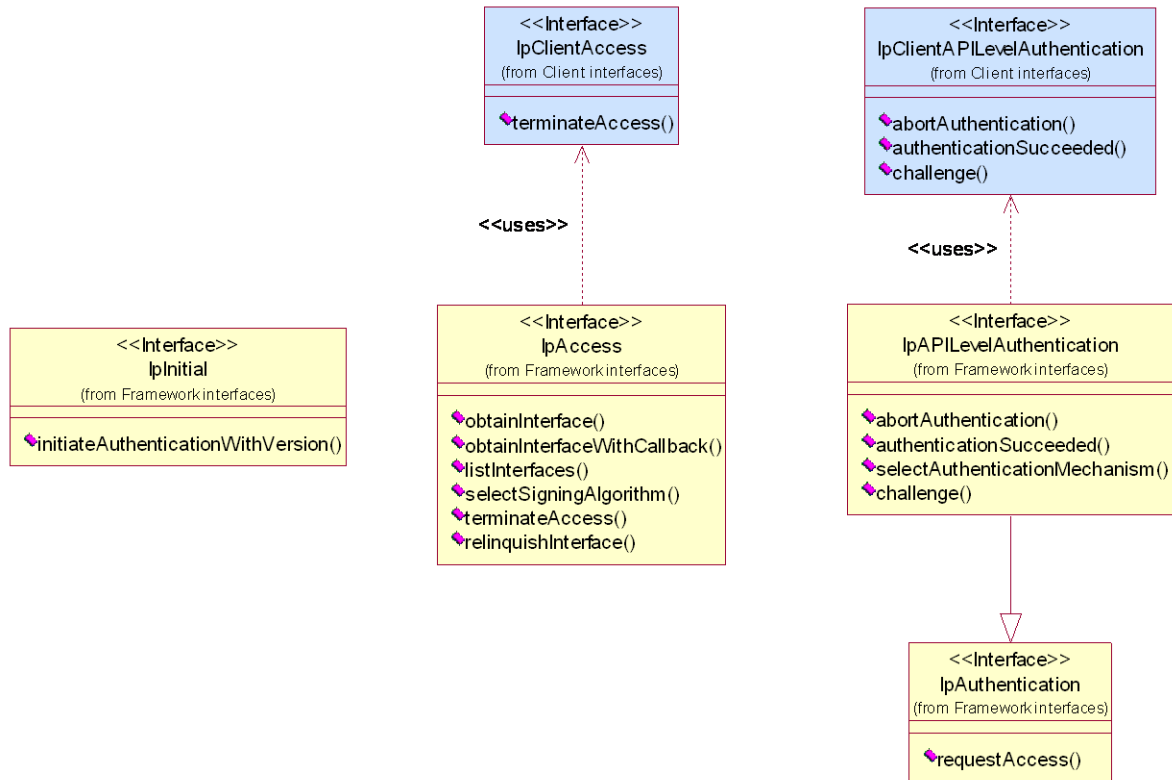 <<Interface>>
IpClientAccess
(from Client interfaces)
terminateAccess()
<<Interface>>
IpClientAPILevelAuthentication
(from Client interfaces)
abortAuthentication()
authenticationSucceeded()
challenge()
<<uses>>
<<uses>>
<<Interface>>
IpInitial
(from Framework interfaces)
initiateAuthenticationWithVersion()
<<Interface>>
IpAccess
(from Framework interfaces)
obtainInterface()
obtainInterfaceWithCallback()
listInterfaces()
selectSigningAlgorithm()
terminateAccess()
relinquishInterface()
<<Interface>>
IpAPILevelAuthentication
(from Framework interfaces)
abortAuthentication()
authenticationSucceeded()
selectAuthenticationMechanism()
challenge()
<<Interface>>
IpAuthentication
(from Framework interfaces)
requestAccess()